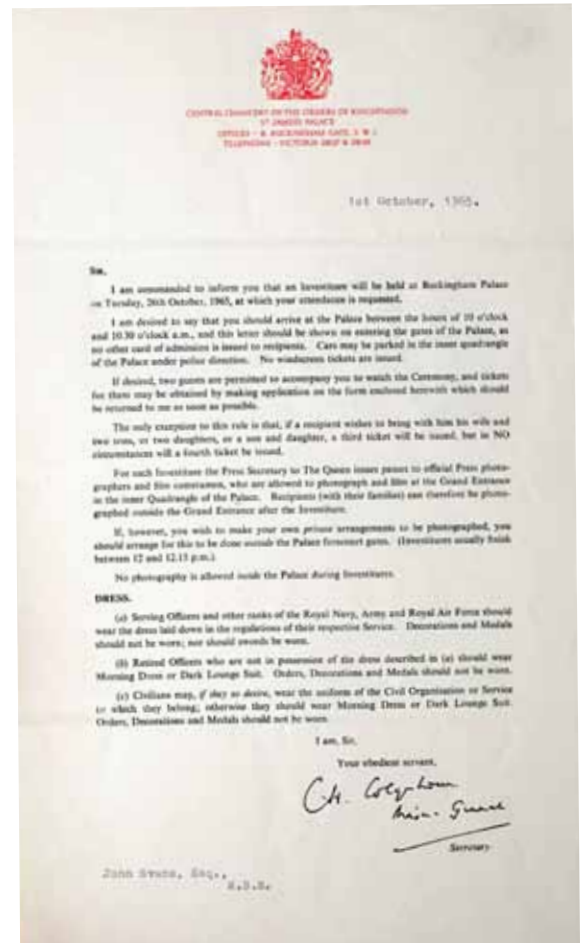 CENTRAL CHANCERY OF THE ORDERS OF KNIGHTHOOD
ST JAMES'S PALACE
OFFICES – 8, BUCKINGHAM GATE, S.W.1
TELEPHONE – VICTORIA
1st October, 1965.
Sir,
I am commanded to inform you that an Investiture will be held at Buckingham Palace
on Tuesday, 26th October, 1965, at which your attendance is requested.
I am desired to say that you should arrive at the Palace between the hours of 10 o'clock
and 10.30 o'clock a.m., and this letter should be shown on entering the gates of the Palace, as
no other card of admission is issued to recipients. Cars may be parked in the inner quadrangle
of the Palace under police direction. No windscreen tickets are issued.
If desired, two guests are permitted to accompany you to watch the Ceremony, and tickets
for them may be obtained by making application on the form enclosed herewith which should
be returned to me as soon as possible.
The only exception to this rule is that, if a recipient wishes to bring with him his wife and
two sons, or two daughters, or a son and daughter, a third ticket will be issued, but in NO
circumstances will a fourth ticket be issued.
For each Investiture the Press Secretary to The Queen issues passes to official Press photo-
graphers and film cameramen, who are allowed to photograph and film at the Grand Entrance
in the inner Quadrangle of the Palace. Recipients (with their families) can therefore be photo-
graphed outside the Grand Entrance after the Investiture.
If, however, you wish to make your own private arrangements to be photographed, you
should arrange for this to be done outside the Palace forecourt gates. (Investitures usually finish
between 12 and 12.15 p.m.)
No photography is allowed inside the Palace during Investitures.
DRESS.
(a) Serving Officers and other ranks of the Royal Navy, Army and Royal Air Force should
wear the dress laid down in the regulations of their respective Service. Decorations and Medals
should not be worn; nor should swords be worn.
(b) Retired Officers who are not in possession of the dress described in (a) should wear
Morning Dress or Dark Lounge Suit. Orders, Decorations and Medals should not be worn.
(c) Civilians may, if they so desire, wear the uniform of the Civil Organisation or Service
to which they belong; otherwise they should wear Morning Dress or Dark Lounge Suit.
Orders, Decorations and Medals should not be worn.
I am, Sir,
Your obedient servant,
Secretary
John Evans, Esq.,